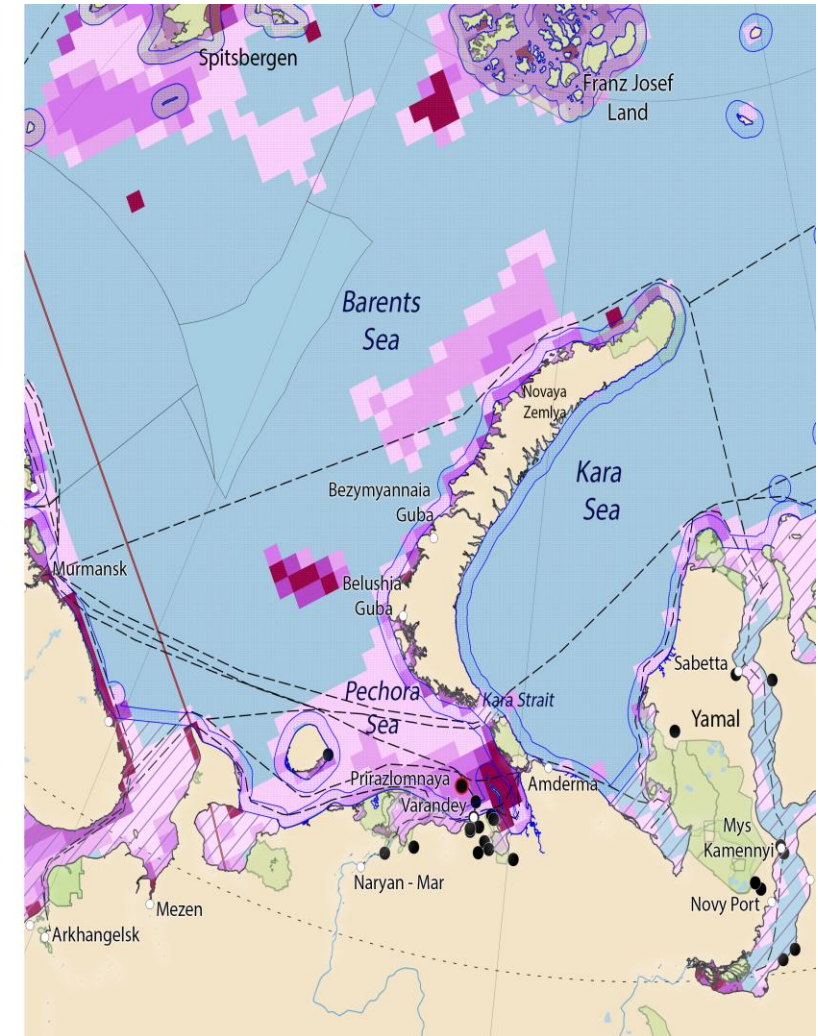 Spitsbergen
Franz Josef
Land
Barents
Sea
Novaya
Zemlya
Kara
Sea
Bezymyannaia
Guba
Murmansk
Belushia
Guba
Sabetta
Pechora
Sea
Kara Strait
Yamal
Prirazlomnaya
Amderma
Varandey
Mys
Kamennyi
Naryan - Mar
Novy Port
Mezen
Arkhangelsk